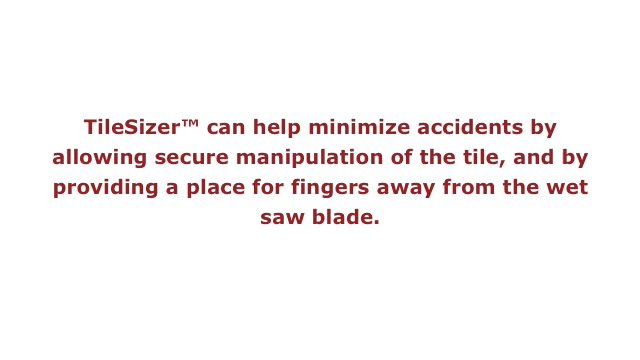 TileSizer™ can help minimize accidents by
allowing secure manipulation of the tile, and by
providing a place for fingers away from the wet
saw blade.